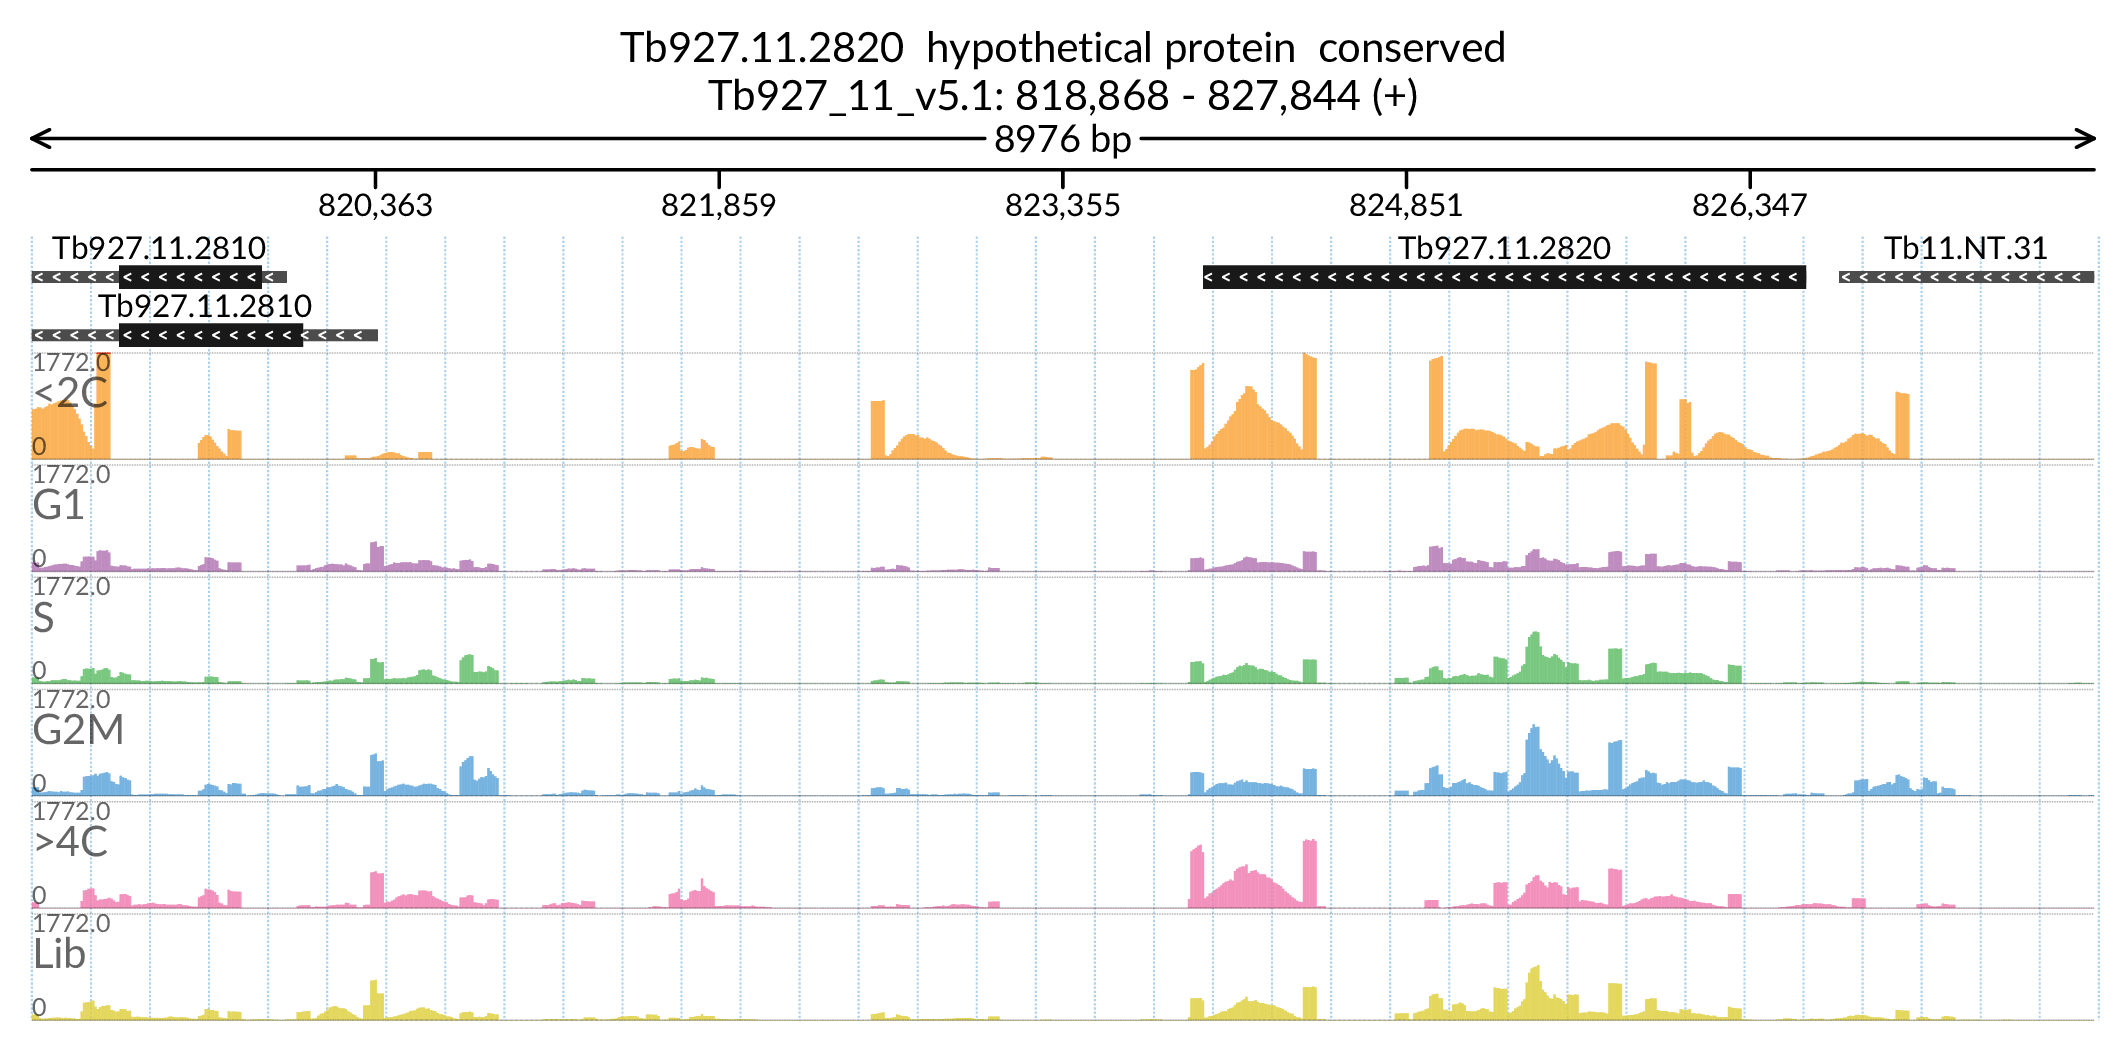 Tb927.11.2820  hypothetical protein  conserved
Tb927_11_v5.1: 818,868 - 827,844 (+)
8976 bp
820,363 821,859 823,355 824,851 826,347
Tb927.11.2810 Tb927.11.2820 Tb11.NT.31
Tb927.11.2810
1772.0
<2C
0
1772.0
G1
0
1772.0
S
0
1772.0
G2M
0
1772.0
>4C
0
1772.0
Lib
0